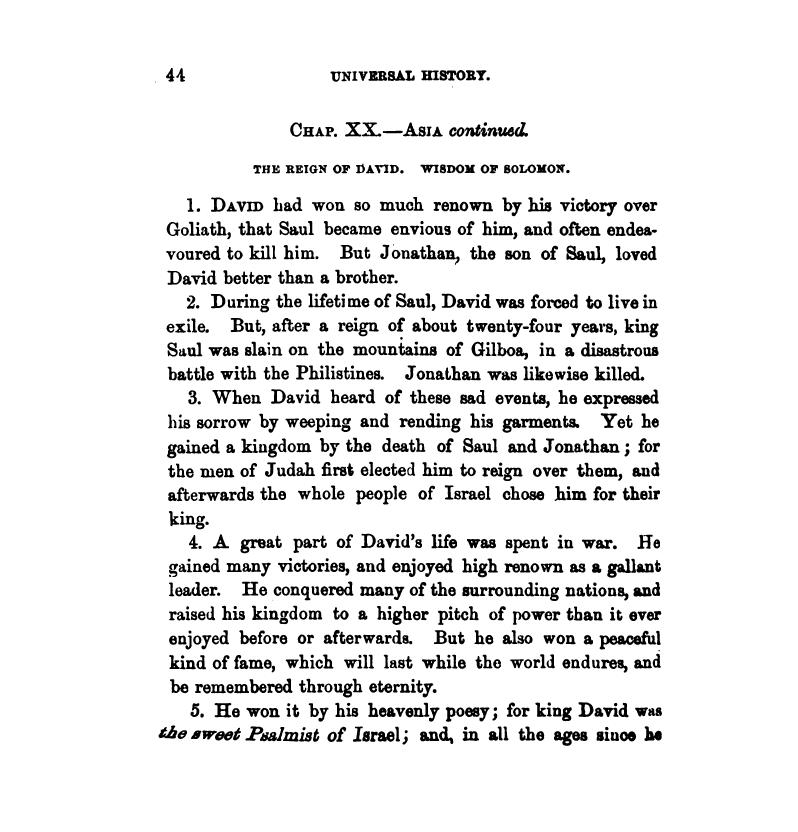 44 UNIVERSAL HISTORY.
CHAP. XX.—ASIA continued.
THE REIGN OF DAVID. WISDOM OF SOLOMON.
1. DAVID had won so much renown by his victory over
Goliath, that Saul became envious of him, and often endea-
voured to kill him. But Jonathan, the son of Saul, loved
David better than a brother.
2. During the lifetime of Saul, David was forced to live in
exile. But, after a reign of about twenty-four years, king
Saul was slain on the mountains of Gilboa, in a disastrous
battle with the Philistines. Jonathan was likewise killed.
3. When David heard of these sad events, he expressed
his sorrow by weeping and rending his garments. Yet he
gained a kingdom by the death of Saul and Jonathan; for
the men of Judah first elected him to reign over them, and
afterwards the whole people of Israel chose him for their
king.
4. A great part of David's life was spent in war. He
gained many victories, and enjoyed high renown as a gallant
leader. He conquered many of the surrounding nations, and
raised his kingdom to a higher pitch of power than it ever
enjoyed before or afterwards. But he also won a peaceful
kind of fame, which will last while the world endures, and
be remembered through eternity.
5. He won it by his heavenly poesy; for king David was
the sweet Psalmist of Israel; and, in all the ages since he